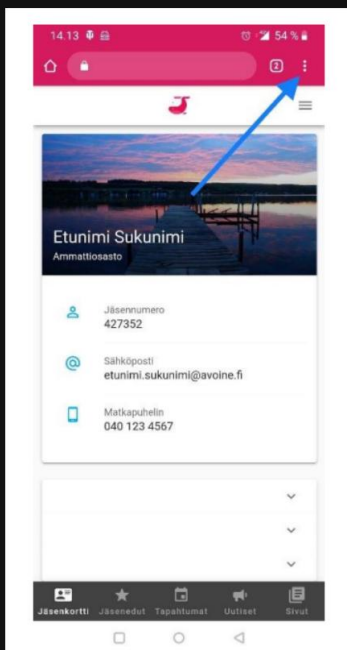 14.13
54 %
2
Etunimi Sukunimi
Ammattiosasto
Jäsennumero
427352
Sähköposti
etunimi.sukunimi@avoine.fi
Matkapuhelin
040 123 4567
Jäsenkortti Jäsenedut Tapahtumat Uutiset Sivut